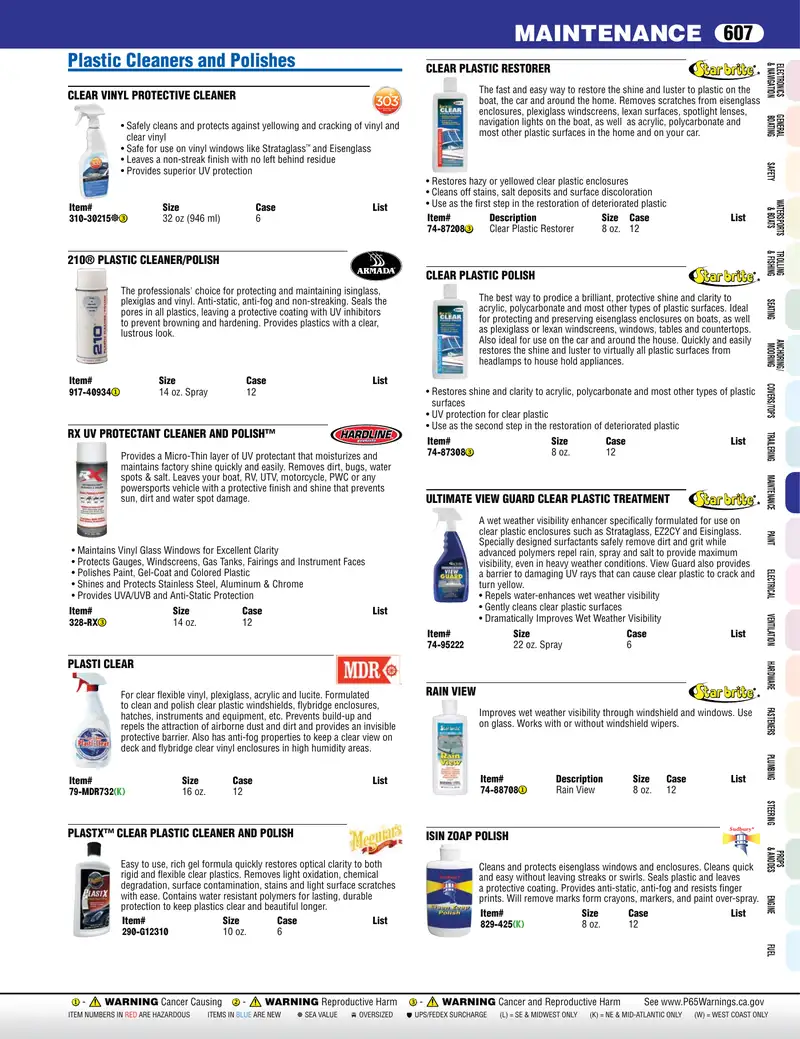 MAINTENANCE 607
Plastic Cleaners and Polishes
CLEAR VINYL PROTECTIVE CLEANER
303
• Safely cleans and protects against yellowing and cracking of vinyl and
clear vinyl
• Safe for use on vinyl windows like Strataglass™ and Eisenglass
• Leaves a non-streak finish with no left behind residue
• Provides superior UV protection
Item# Size Case List
310-30215 3 32 oz (946 ml) 6
210® PLASTIC CLEANER/POLISH
ARMADA
The professionals' choice for protecting and maintaining isinglass,
plexiglas and vinyl. Anti-static, anti-fog and non-streaking. Seals the
pores in all plastics, leaving a protective coating with UV inhibitors
to prevent browning and hardening. Provides plastics with a clear,
lustrous look.
210
Item# Size Case List
917-40934 1 14 oz. Spray 12
RX UV PROTECTANT CLEANER AND POLISH™
HARDLINE
Provides a Micro-Thin layer of UV protectant that moisturizes and
maintains factory shine quickly and easily. Removes dirt, bugs, water
spots & salt. Leaves your boat, RV, UTV, motorcycle, PWC or any
powersports vehicle with a protective finish and shine that prevents
sun, dirt and water spot damage.
RX
• Maintains Vinyl Glass Windows for Excellent Clarity
• Protects Gauges, Windscreens, Gas Tanks, Fairings and Instrument Faces
• Polishes Paint, Gel-Coat and Colored Plastic
• Shines and Protects Stainless Steel, Aluminum & Chrome
• Provides UVA/UVB and Anti-Static Protection
Item# Size Case List
328-RX 3 14 oz. 12
PLASTI CLEAR
MDR
For clear flexible vinyl, plexiglass, acrylic and lucite. Formulated
to clean and polish clear plastic windshields, flybridge enclosures,
hatches, instruments and equipment, etc. Prevents build-up and
repels the attraction of airborne dust and dirt and provides an invisible
protective barrier. Also has anti-fog properties to keep a clear view on
deck and flybridge clear vinyl enclosures in high humidity areas.
Item# Size Case List
79-MDR732(K) 16 oz. 12
PLASTX™ CLEAR PLASTIC CLEANER AND POLISH
Meguiar's
Easy to use, rich gel formula quickly restores optical clarity to both
rigid and flexible clear plastics. Removes light oxidation, chemical
degradation, surface contamination, stains and light surface scratches
with ease. Contains water resistant polymers for lasting, durable
protection to keep plastics clear and beautiful longer.
PLASTX
Item# Size Case List
290-G12310 10 oz. 6
CLEAR PLASTIC RESTORER
Star brite
The fast and easy way to restore the shine and luster to plastic on the
boat, the car and around the home. Removes scratches from eisenglass
enclosures, plexiglass windscreens, lexan surfaces, spotlight lenses,
navigation lights on the boat, as well as acrylic, polycarbonate and
most other plastic surfaces in the home and on your car.
CLEAR
• Restores hazy or yellowed clear plastic enclosures
• Cleans off stains, salt deposits and surface discoloration
• Use as the first step in the restoration of deteriorated plastic
Item# Description Size Case List
74-87208 3 Clear Plastic Restorer 8 oz. 12
CLEAR PLASTIC POLISH
Star brite
The best way to prodice a brilliant, protective shine and clarity to
acrylic, polycarbonate and most other types of plastic surfaces. Ideal
for protecting and preserving eisenglass enclosures on boats, as well
as plexiglass or lexan windscreens, windows, tables and countertops.
Also ideal for use on the car and around the house. Quickly and easily
restores the shine and luster to virtually all plastic surfaces from
headlamps to house hold appliances.
CLEAR
• Restores shine and clarity to acrylic, polycarbonate and most other types of plastic
surfaces
• UV protection for clear plastic
• Use as the second step in the restoration of deteriorated plastic
Item# Size Case List
74-87308 3 8 oz. 12
ULTIMATE VIEW GUARD CLEAR PLASTIC TREATMENT
Star brite
A wet weather visibility enhancer specifically formulated for use on
clear plastic enclosures such as Strataglass, EZ2CY and Eisinglass.
Specially designed surfactants safely remove dirt and grit while
advanced polymers repel rain, spray and salt to provide maximum
visibility, even in heavy weather conditions. View Guard also provides
a barrier to damaging UV rays that can cause clear plastic to crack and
turn yellow.
• Repels water-enhances wet weather visibility
• Gently cleans clear plastic surfaces
• Dramatically Improves Wet Weather Visibility
VIEW
GUARD
Item# Size Case List
74-95222 22 oz. Spray 6
RAIN VIEW
Star brite
Improves wet weather visibility through windshield and windows. Use
on glass. Works with or without windshield wipers.
Rain
View
Item# Description Size Case List
74-88708 1 Rain View 8 oz. 12
ISIN ZOAP POLISH
Sudbury
Cleans and protects eisenglass windows and enclosures. Cleans quick
and easy without leaving streaks or swirls. Seals plastic and leaves
a protective coating. Provides anti-static, anti-fog and resists finger
prints. Will remove marks form crayons, markers, and paint over-spray.
Item# Size Case List
829-425(K) 8 oz. 12
ELECTRONICS
& NAVIGATION
GENERAL
BOATING
SAFETY
WATERSPORTS
& BOATS
TROLLING
& FISHING
SEATING
ANCHORING/
MOORING
COVERS/TOPS
TRAILERING
MAINTENANCE
PAINT
ELECTRICAL
VENTILATION
HARDWARE
FASTENERS
PLUMBING
STEERING
PROPS
& ANODES
ENGINE
FUEL
1 - WARNING Cancer Causing 2 - WARNING Reproductive Harm 3 - WARNING Cancer and Reproductive Harm See www.P65Warnings.ca.gov
ITEM NUMBERS IN RED ARE HAZARDOUS ITEMS IN BLUE ARE NEW SEA VALUE OVERSIZED UPS/FEDEX SURCHARGE (L) = SE & MIDWEST ONLY (K) = NE & MID-ATLANTIC ONLY (W) = WEST COAST ONLY